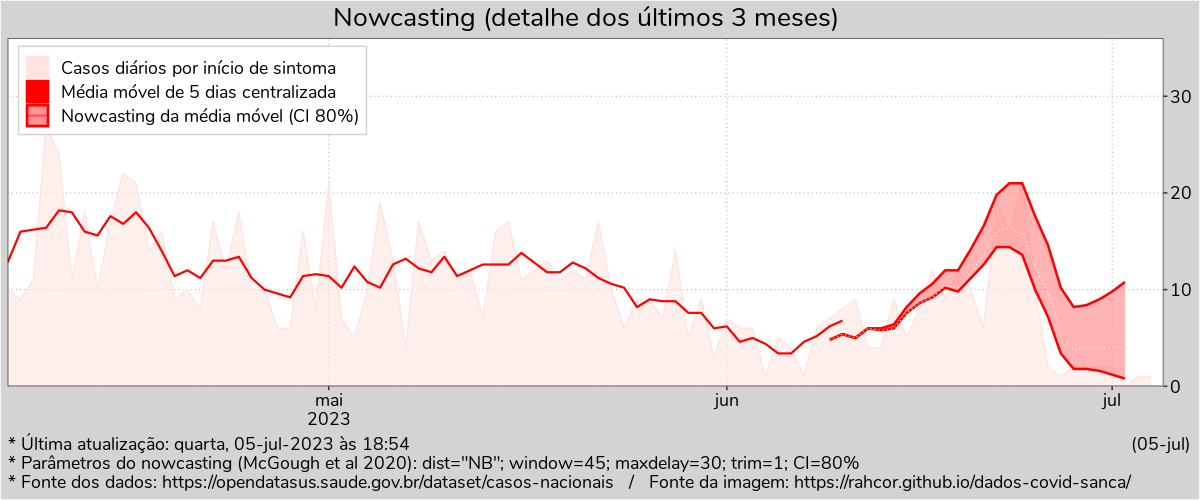 Nowcasting (detalhe dos últimos 3 meses)
Casos diários por início de sintoma
Média móvel de 5 dias centralizada
Nowcasting da média móvel (CI 80%)
30
20
10
0
mai
2023
jun
jul
* Última atualização: quarta, 05-jul-2023 às 18:54
(05-jul)
* Parâmetros do nowcasting (McGough et al 2020): dist="NB"; window=45; maxdelay=30; trim=1; CI=80%
* Fonte dos dados: https://opendatasus.saude.gov.br/dataset/casos-nacionais / Fonte da imagem: https://rahcor.github.io/dados-covid-sanca/